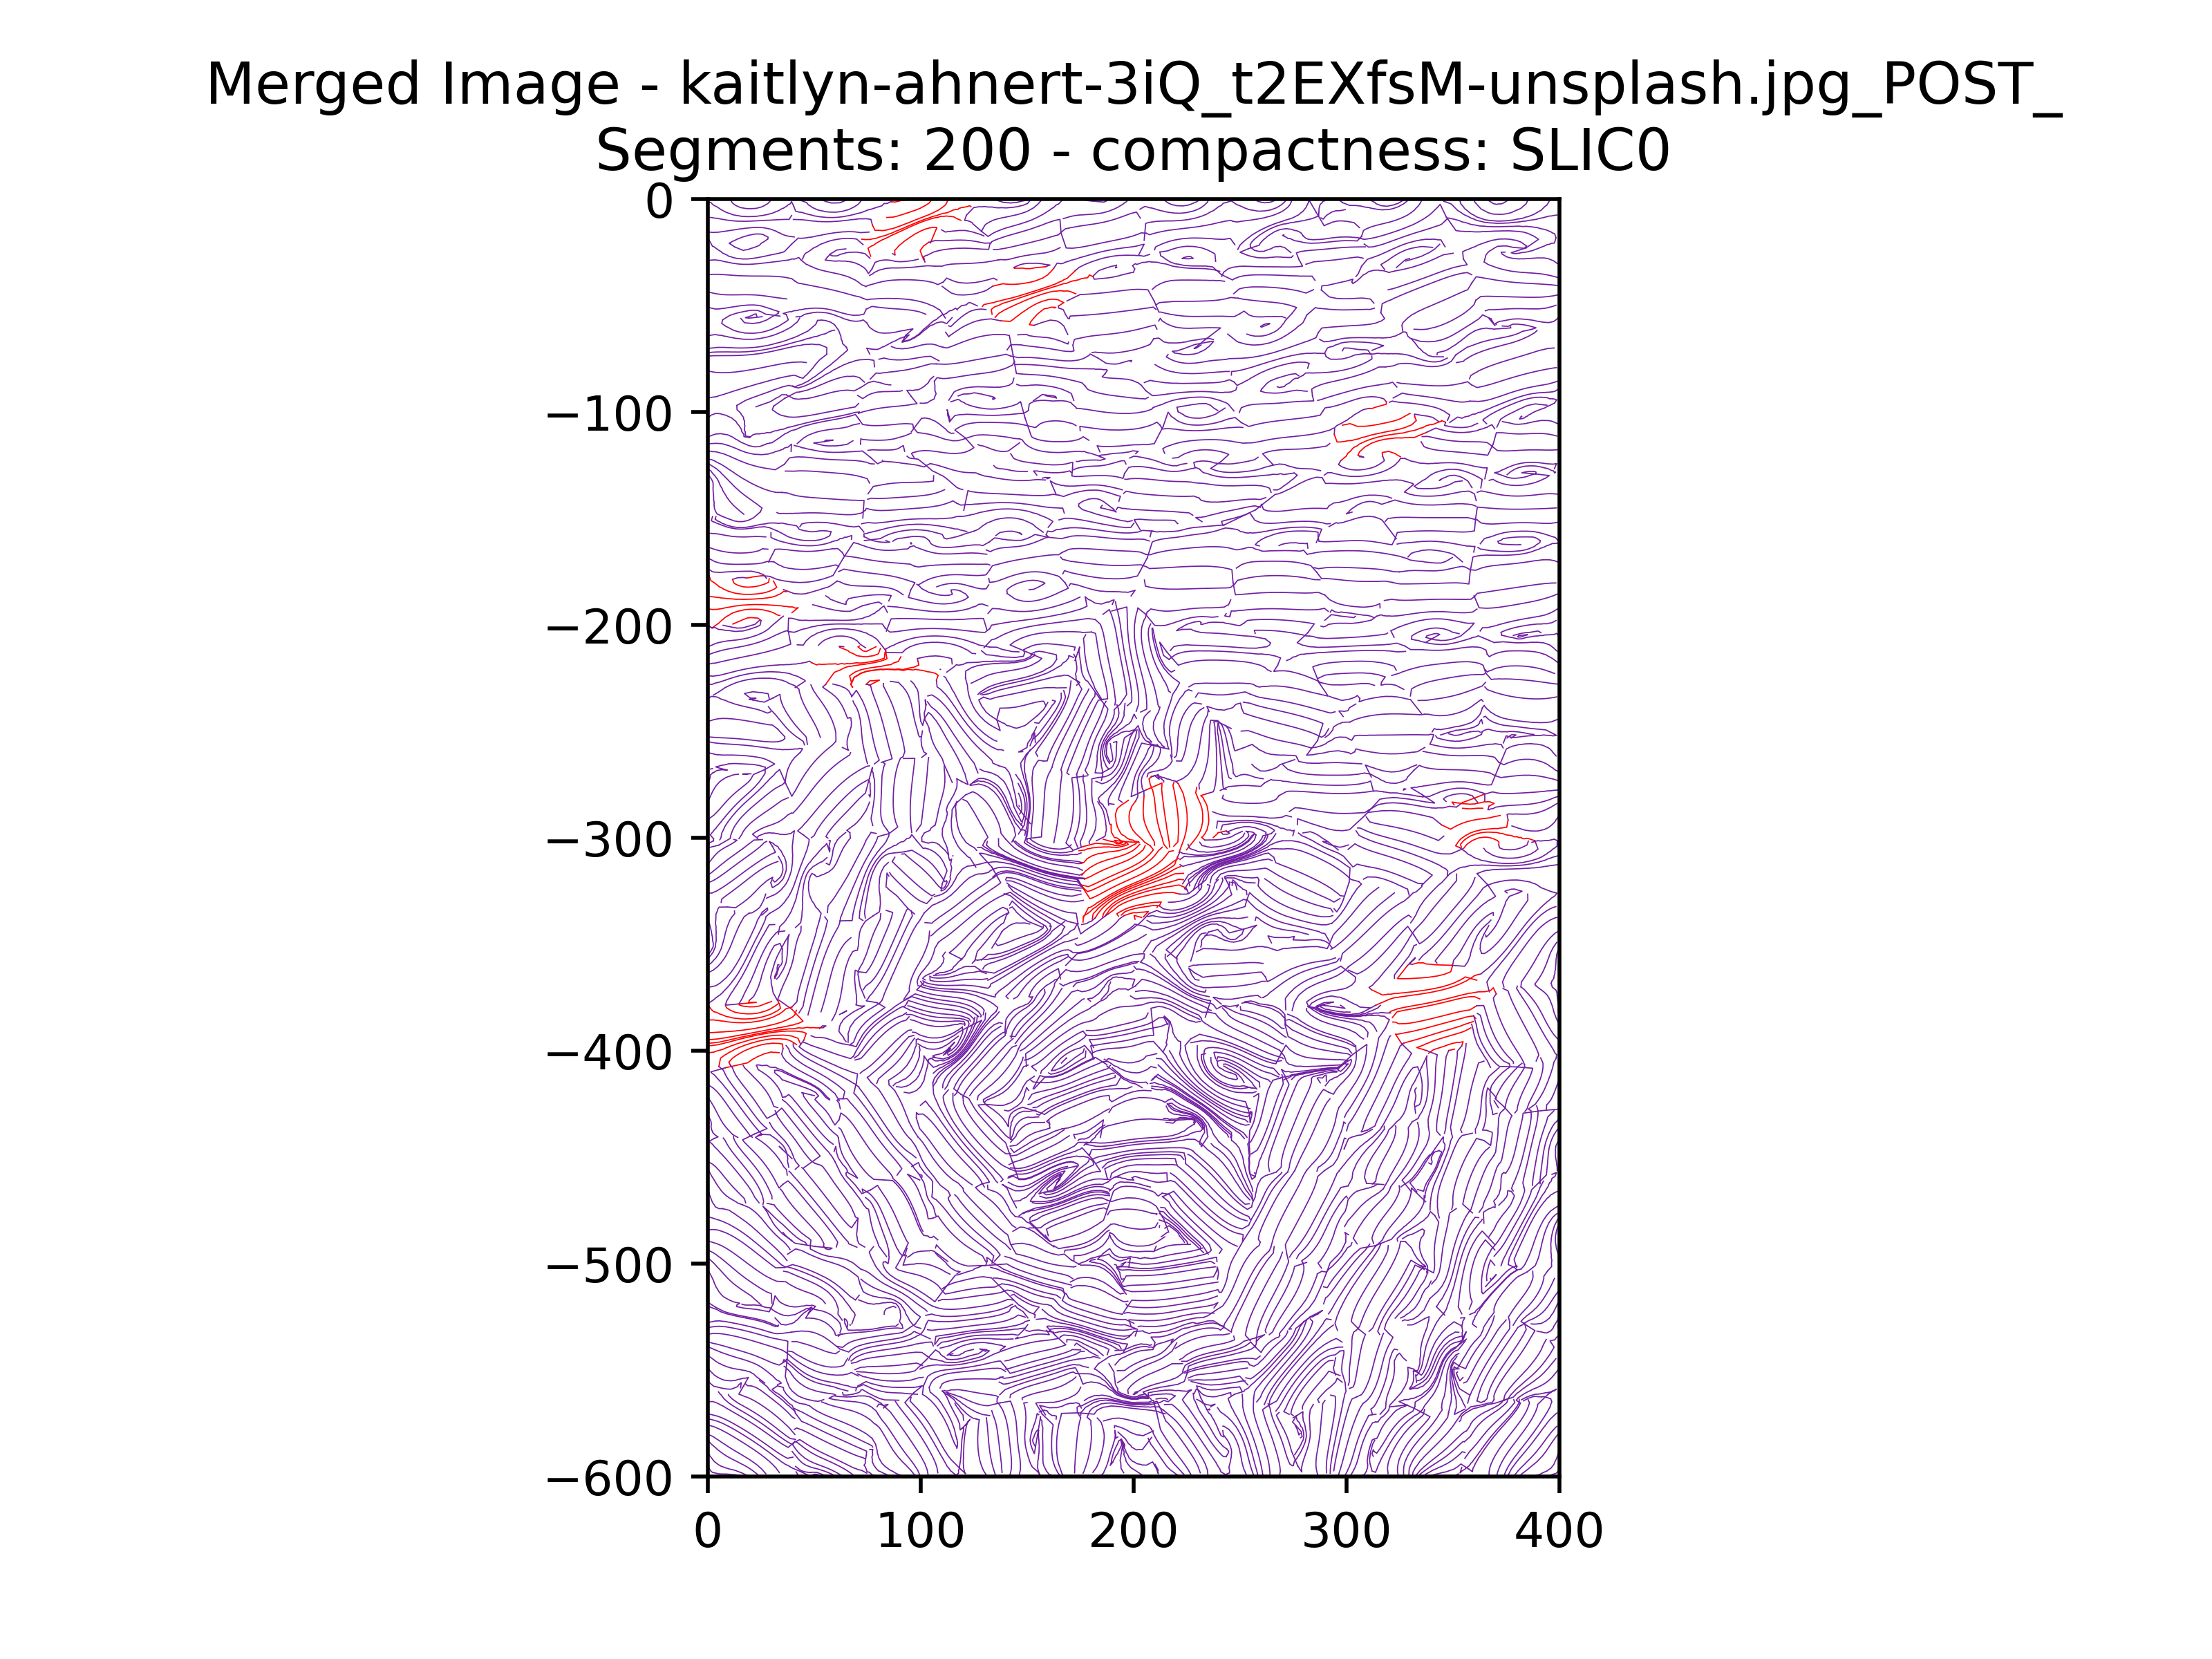 Merged Image - kaitlyn-ahnert-3iQ_t2EXfsM-unsplash.jpg_POST_
Segments: 200 - compactness: SLIC0
0
−100
−200
−300
−400
−500
−600
0 100 200 300 400